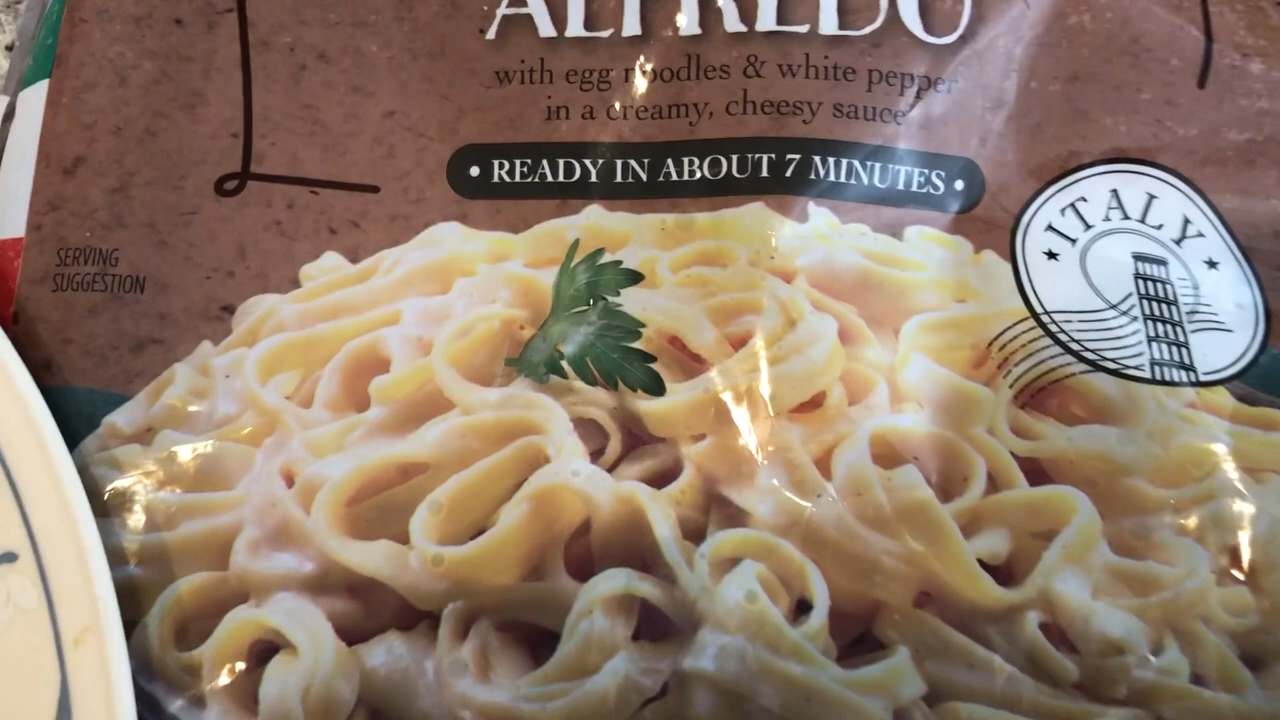 ALFREDO
with egg noodles & white pepper
in a creamy, cheesy sauce
• READY IN ABOUT 7 MINUTES •
SERVING
SUGGESTION
ITALY